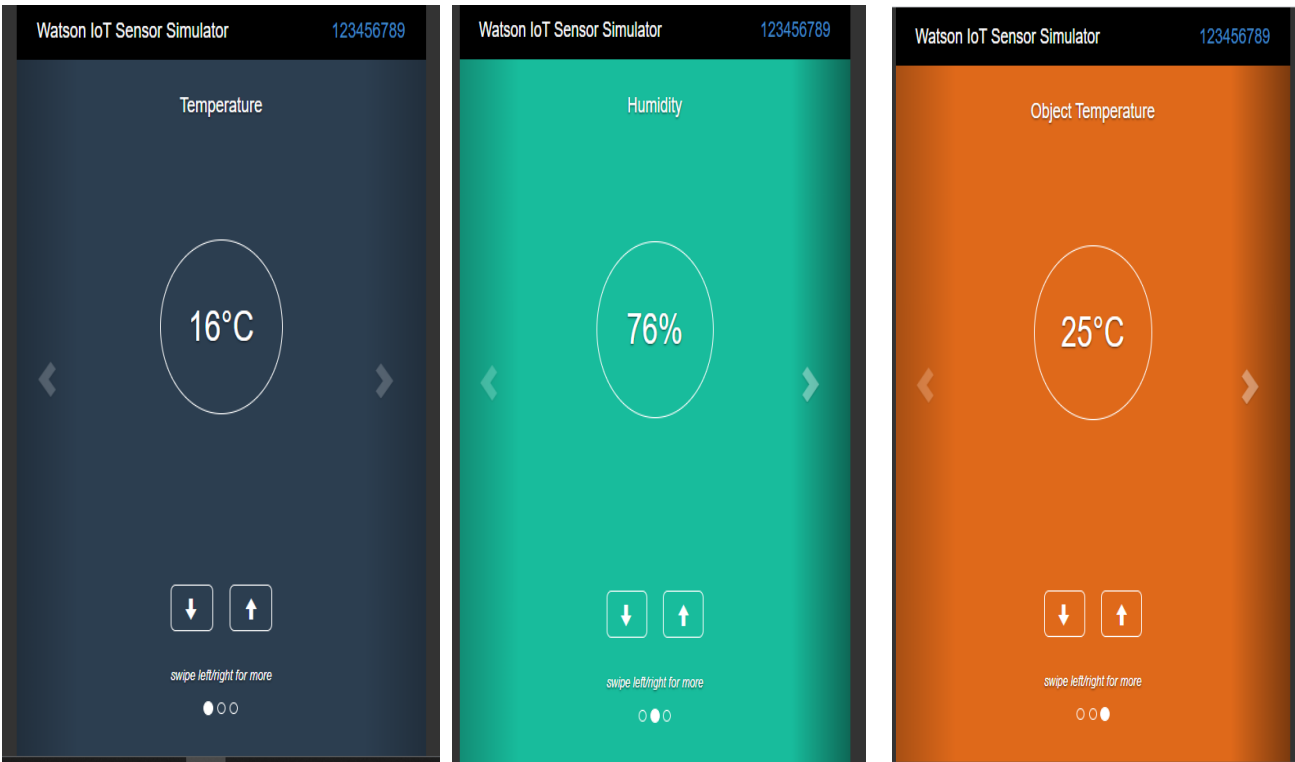 Watson IoT Sensor Simulator 123456789
Temperature
16°C
swipe left/right for more
Watson IoT Sensor Simulator 123456789
Humidity
76%
swipe left/right for more
Watson IoT Sensor Simulator 123456789
Object Temperature
25°C
swipe left/right for more